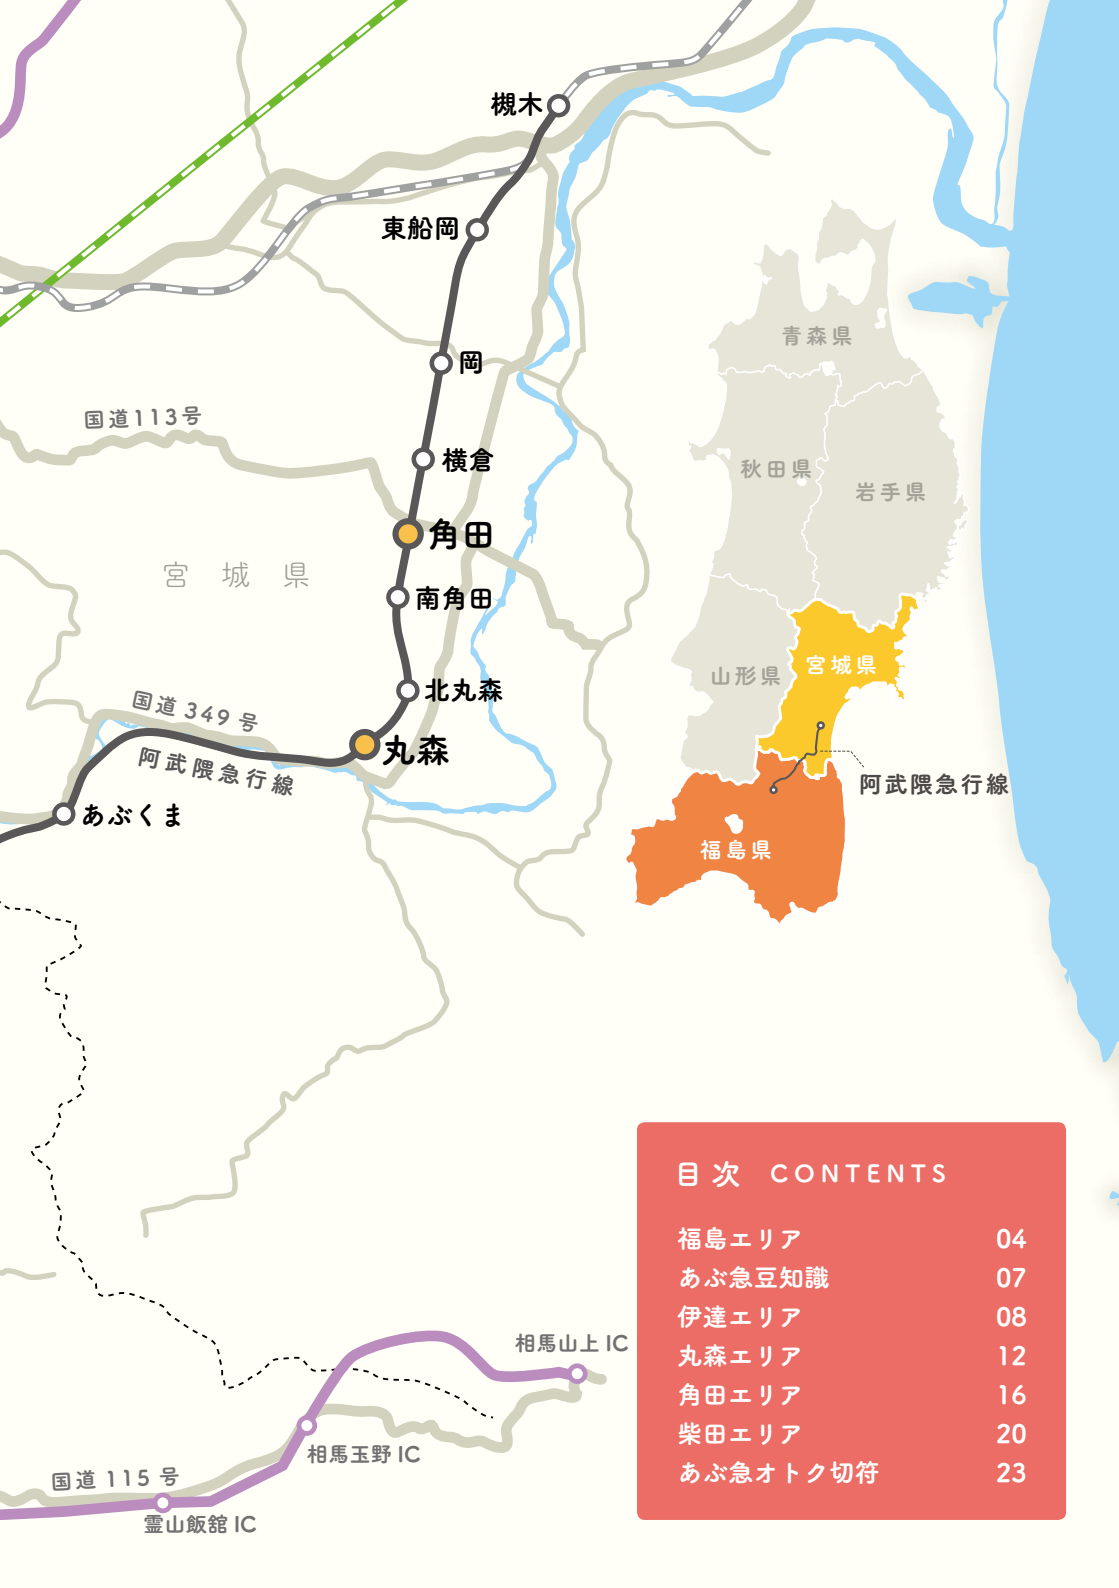 槻木
東船岡
岡
国道113号
横倉
角田
宮城県
南角田
北丸森
国道349号
丸森
阿武隈急行線
あぶくま
青森県
秋田県
岩手県
山形県
宮城県
阿武隈急行線
福島県
目次 CONTENTS
福島エリア 04
あぶ急豆知識 07
伊達エリア 08
丸森エリア 12
角田エリア 16
柴田エリア 20
あぶ急オトク切符 23
相馬山上 IC
相馬玉野 IC
国道 115 号
霊山飯舘 IC